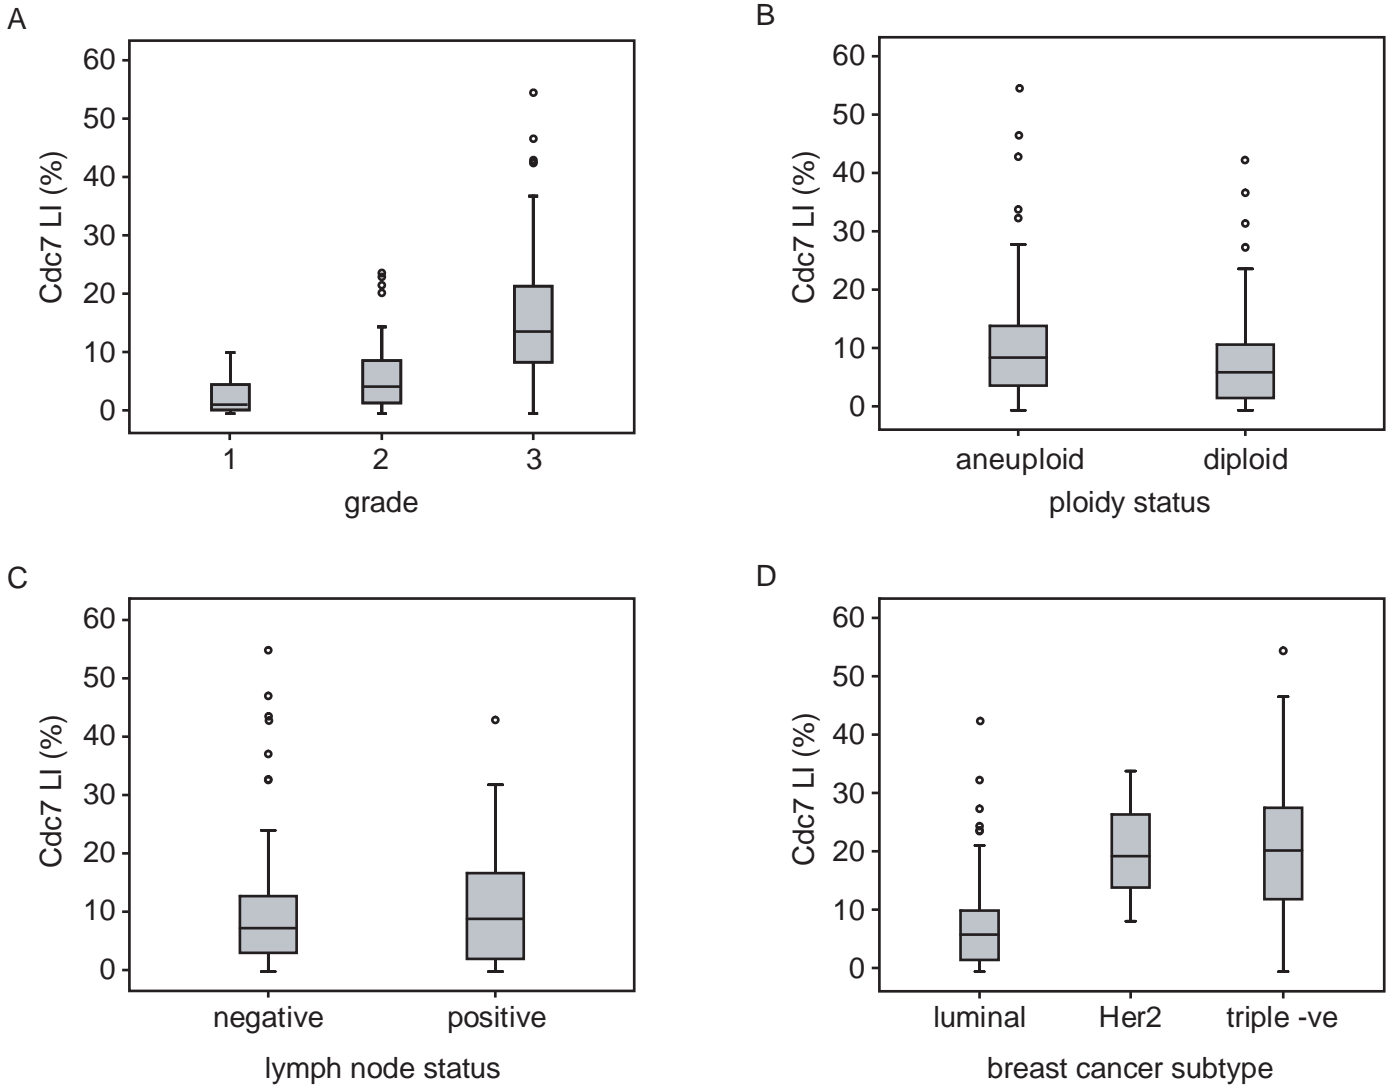 A
60
50
40
30
20
10
0
Cdc7 LI (%)
1 2 3
grade
B
60
50
40
30
20
10
0
Cdc7 LI (%)
aneuploid diploid
ploidy status
C
60
50
40
30
20
10
0
Cdc7 LI (%)
negative positive
lymph node status
D
60
50
40
30
20
10
0
Cdc7 LI (%)
luminal Her2 triple -ve
breast cancer subtype